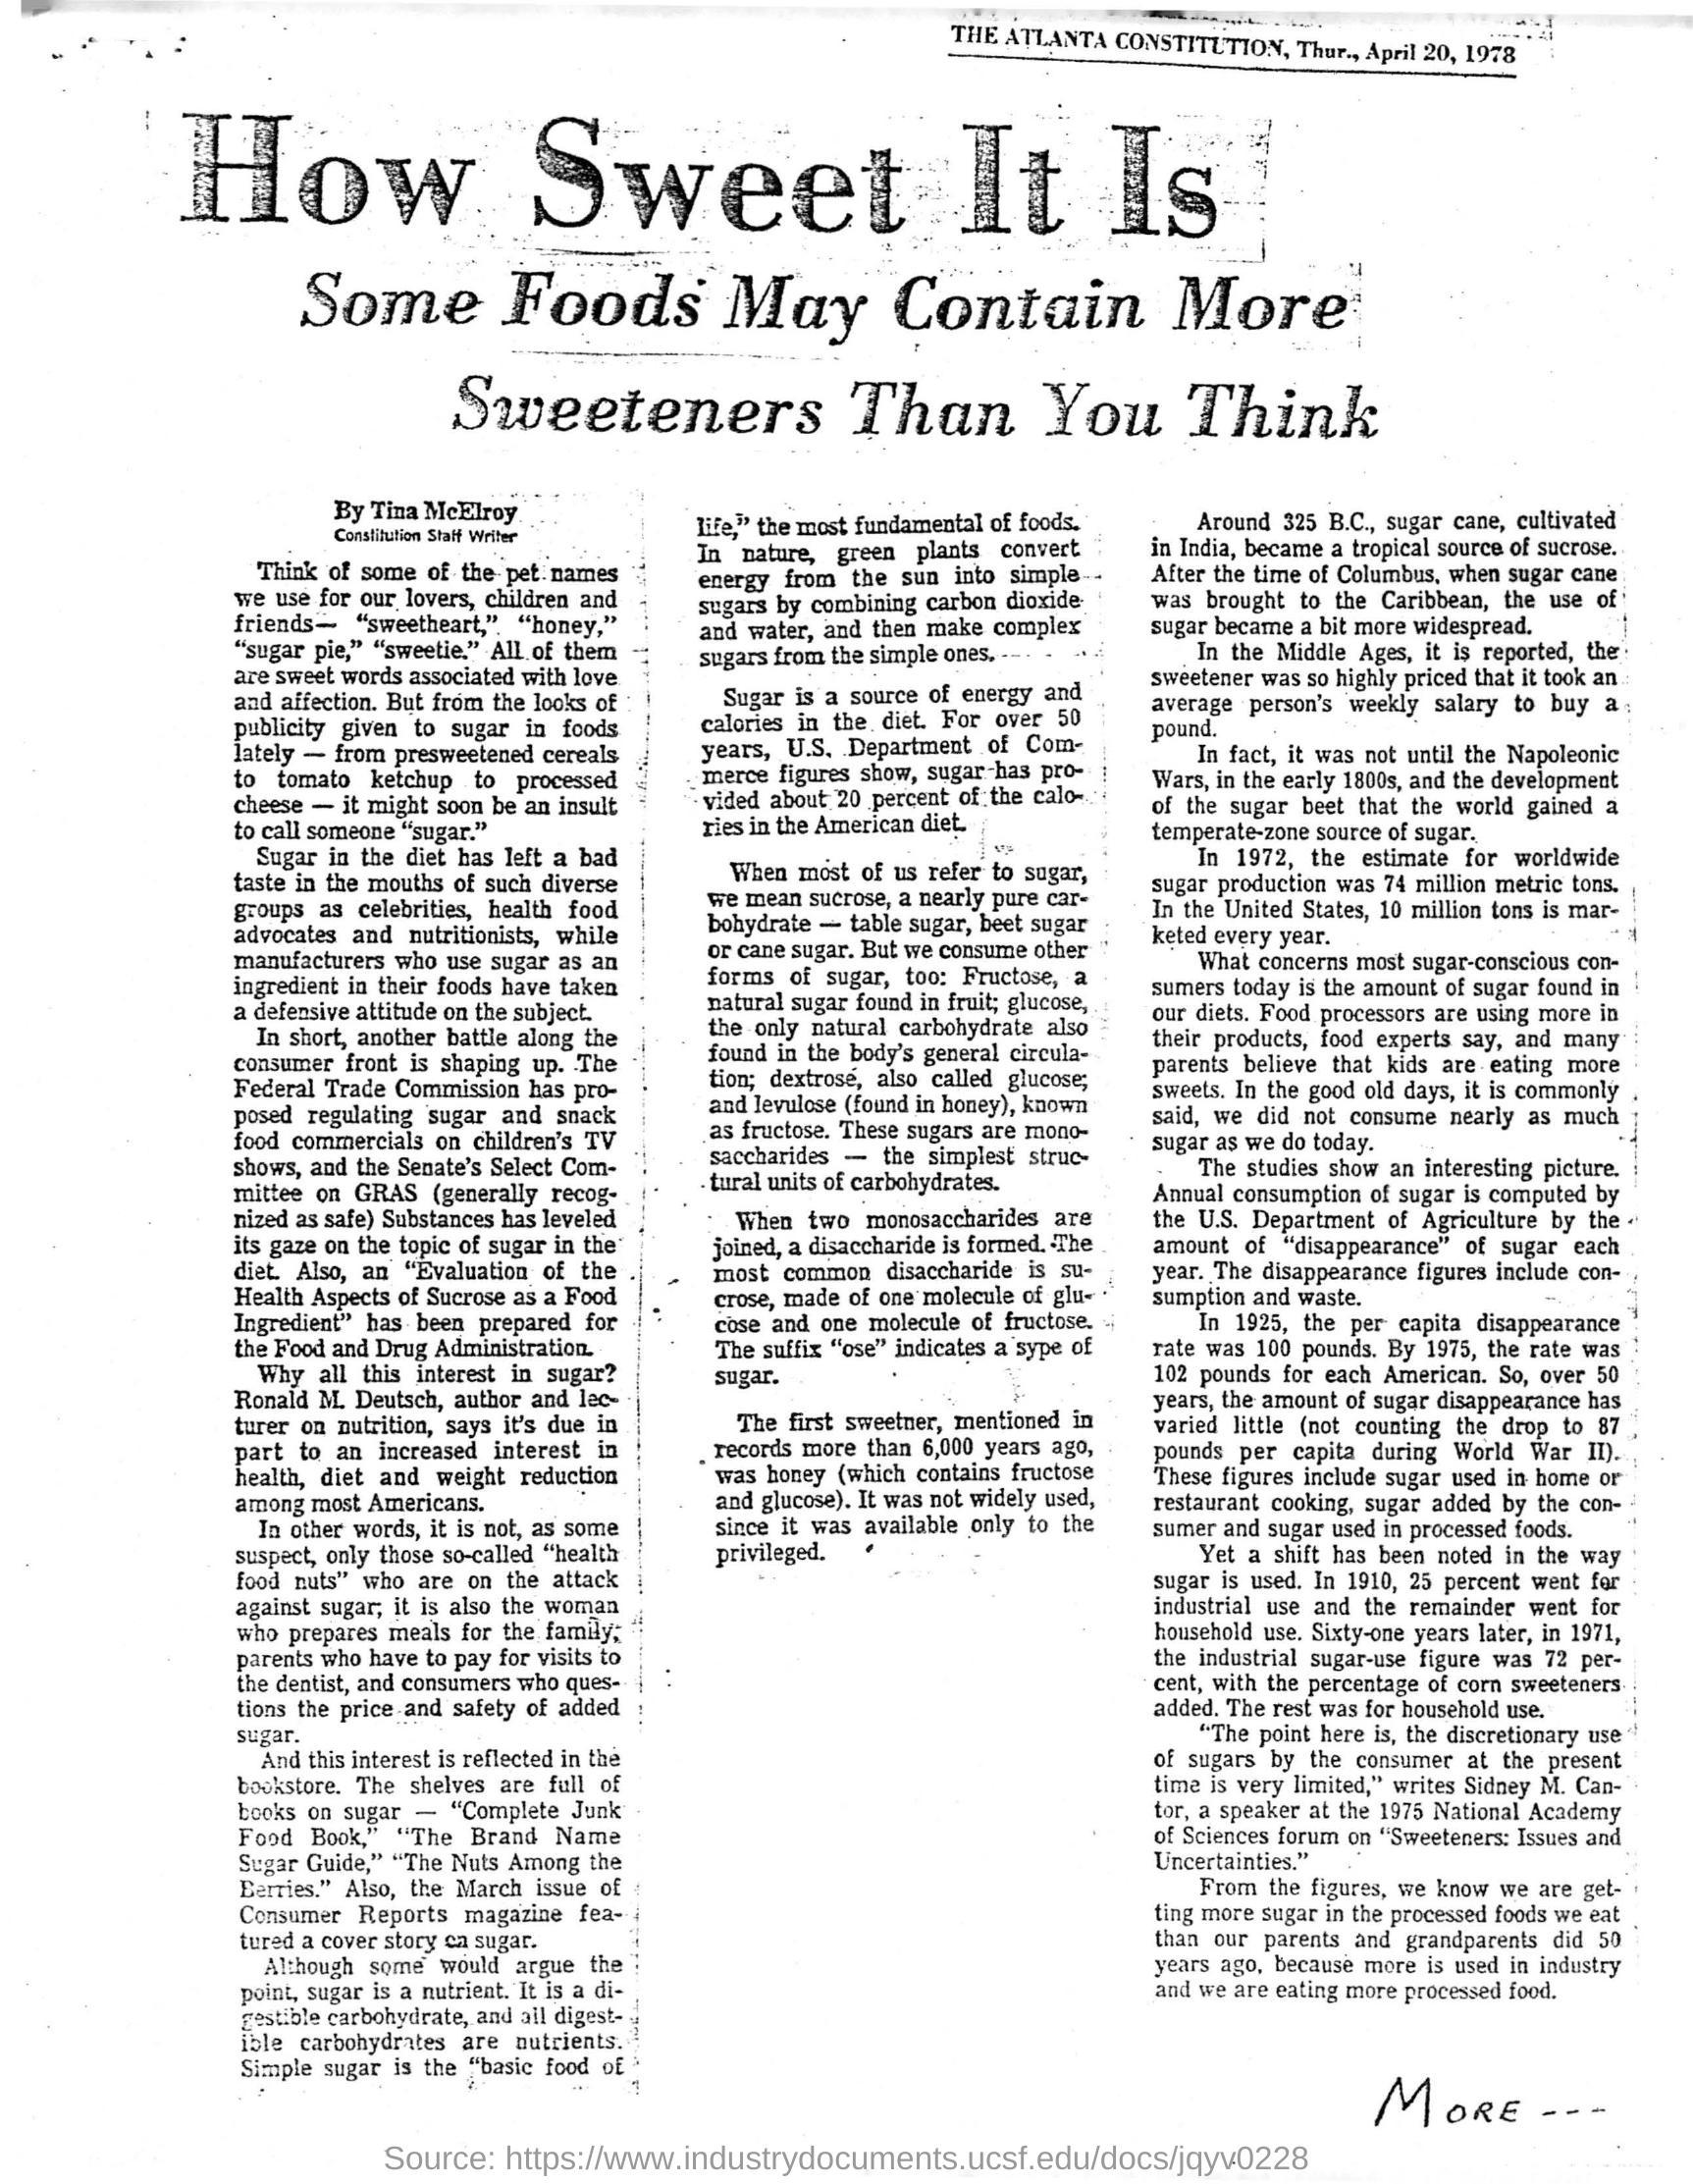 THE ATLANTA CONSTITUTION, Thur., April 20, 1978
How Sweet It Is
Some Foods May Contain More
Sweeteners Than You Think
By Tina McElroy
Constitution Staff Writer
Think of some of the pet names
we use for our lovers, children and
friends— "sweetheart," "honey,"
"sugar pie," "sweetie." All of them
are sweet words associated with love
and affection. But from the looks of
publicity given to sugar in foods
lately — from presweetened cereals
to tomato ketchup to processed
cheese — it might soon be an insult
to call someone "sugar."
Sugar in the diet has left a bad
taste in the mouths of such diverse
groups as celebrities, health food
advocates and nutritionists, while
manufacturers who use sugar as an
ingredient in their foods have taken
a defensive attitude on the subject.
In short, another battle along the
consumer front is shaping up. The
Federal Trade Commission has pro-
posed regulating sugar and snack
food commercials on children's TV
shows, and the Senate's Select Com-
mittee on GRAS (generally recog-
nized as safe) Substances has leveled
its gaze on the topic of sugar in the
diet. Also, an "Evaluation of the
Health Aspects of Sucrose as a Food
Ingredient" has been prepared for
the Food and Drug Administration.
Why all this interest in sugar?
Ronald M. Deutsch, author and lec-
turer on nutrition, says it's due in
part to an increased interest in
health, diet and weight reduction
among most Americans.
In other words, it is not, as some
suspect, only those so-called "health
food nuts" who are on the attack
against sugar; it is also the woman
who prepares meals for the family;
parents who have to pay for visits to
the dentist, and consumers who ques-
tions the price and safety of added
sugar.
And this interest is reflected in the
bookstore. The shelves are full of
books on sugar — "Complete Junk
Food Book," "The Brand Name
Sugar Guide," "The Nuts Among the
Berries." Also, the March issue of
Consumer Reports magazine fea-
tured a cover story on sugar.
Although some would argue the
point, sugar is a nutrient. It is a di-
gestible carbohydrate, and all digest-
ible carbohydrates are nutrients.
Simple sugar is the "basic food of
life," the most fundamental of foods.
In nature, green plants convert
energy from the sun into simple
sugars by combining carbon dioxide
and water, and then make complex
sugars from the simple ones.
Sugar is a source of energy and
calories in the diet. For over 50
years, U.S. Department of Com-
merce figures show, sugar has pro-
vided about 20 percent of the calo-
ries in the American diet.
When most of us refer to sugar,
we mean sucrose, a nearly pure car-
bohydrate — table sugar, beet sugar
or cane sugar. But we consume other
forms of sugar, too: Fructose, a
natural sugar found in fruit; glucose,
the only natural carbohydrate also
found in the body's general circula-
tion; dextrose, also called glucose;
and levulose (found in honey), known
as fructose. These sugars are mono-
saccharides — the simplest struc-
tural units of carbohydrates.
When two monosaccharides are
joined, a disaccharide is formed. The
most common disaccharide is su-
crose, made of one molecule of glu-
cose and one molecule of fructose.
The suffix "ose" indicates a sype of
sugar.
The first sweetner, mentioned in
records more than 6,000 years ago,
was honey (which contains fructose
and glucose). It was not widely used,
since it was available only to the
privileged.
Around 325 B.C., sugar cane, cultivated
in India, became a tropical source of sucrose.
After the time of Columbus, when sugar cane
was brought to the Caribbean, the use of
sugar became a bit more widespread.
In the Middle Ages, it is reported, the
sweetener was so highly priced that it took an
average person's weekly salary to buy a
pound.
In fact, it was not until the Napoleonic
Wars, in the early 1800s, and the development
of the sugar beet that the world gained a
temperate-zone source of sugar.
In 1972, the estimate for worldwide
sugar production was 74 million metric tons.
In the United States, 10 million tons is mar-
keted every year.
What concerns most sugar-conscious con-
sumers today is the amount of sugar found in
our diets. Food processors are using more in
their products, food experts say, and many
parents believe that kids are eating more
sweets. In the good old days, it is commonly
said, we did not consume nearly as much
sugar as we do today.
The studies show an interesting picture.
Annual consumption of sugar is computed by
the U.S. Department of Agriculture by the
amount of "disappearance" of sugar each
year. The disappearance figures include con-
sumption and waste.
In 1925, the per capita disappearance
rate was 100 pounds. By 1975, the rate was
102 pounds for each American. So, over 50
years, the amount of sugar disappearance has
varied little (not counting the drop to 87
pounds per capita during World War II).
These figures include sugar used in home or
restaurant cooking, sugar added by the con-
sumer and sugar used in processed foods.
Yet a shift has been noted in the way
sugar is used. In 1910, 25 percent went for
industrial use and the remainder went for
household use. Sixty-one years later, in 1971,
the industrial sugar-use figure was 72 per-
cent, with the percentage of corn sweeteners
added. The rest was for household use.
"The point here is, the discretionary use
of sugars by the consumer at the present
time is very limited," writes Sidney M. Can-
tor, a speaker at the 1975 National Academy
of Sciences forum on "Sweeteners: Issues and
Uncertainties."
From the figures, we know we are get-
ting more sugar in the processed foods we eat
than our parents and grandparents did 50
years ago, because more is used in industry
and we are eating more processed food.
MORE ---
Source: https://www.industrydocuments.ucsf.edu/docs/jqyv0228